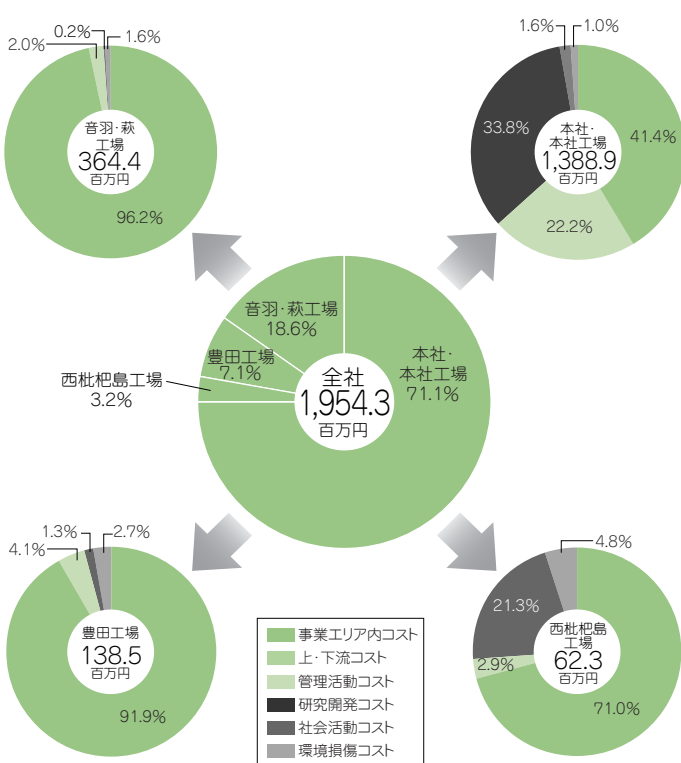 2.0%
0.2%
1.6%
音羽·萩
工場
364.4
百万円
96.2%
1.6%
1.0%
33.8%
本社·
本社工場
1,388.9
百万円
41.4%
22.2%
音羽·萩工場
18.6%
豊田工場
7.1%
西枇杷島工場
3.2%
全社
1,954.3
百万円
本社·
本社工場
71.1%
1.3%
2.7%
4.1%
豊田工場
138.5
百万円
91.9%
4.8%
21.3%
西枇杷島
工場
62.3
百万円
2.9%
71.0%
事業エリア内コスト
上·下流コスト
管理活動コスト
研究開発コスト
社会活動コスト
環境損傷コスト